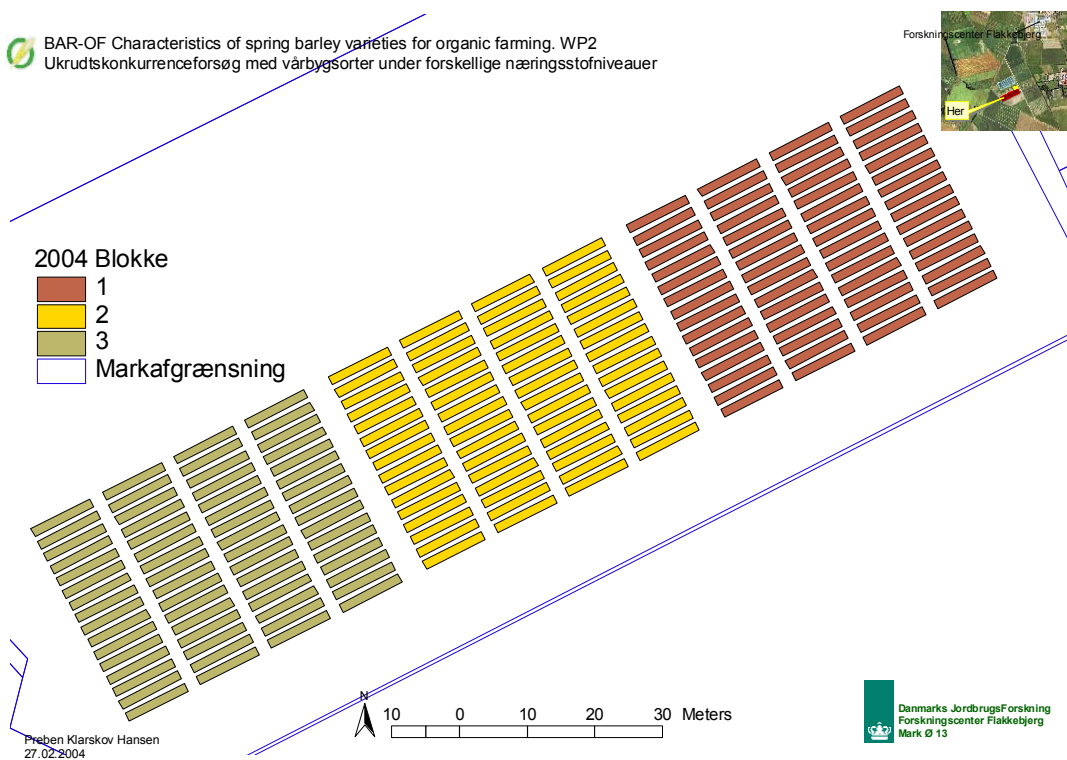 BAR-OF Characteristics of spring barley varieties for organic farming. WP2
Ukrudtskonkurrenceforsøg med vårbygsorter under forskellige næringsstofniveauer
Forskningscenter Flakkebjerg
Her
2004 Blokke
1
2
3
Markafgrænsning
N
10 0 10 20 30 Meters
Preben Klarskov Hansen
27.02.2004
Danmarks JordbrugsForskning
Forskningscenter Flakkebjerg
Mark Ø 13